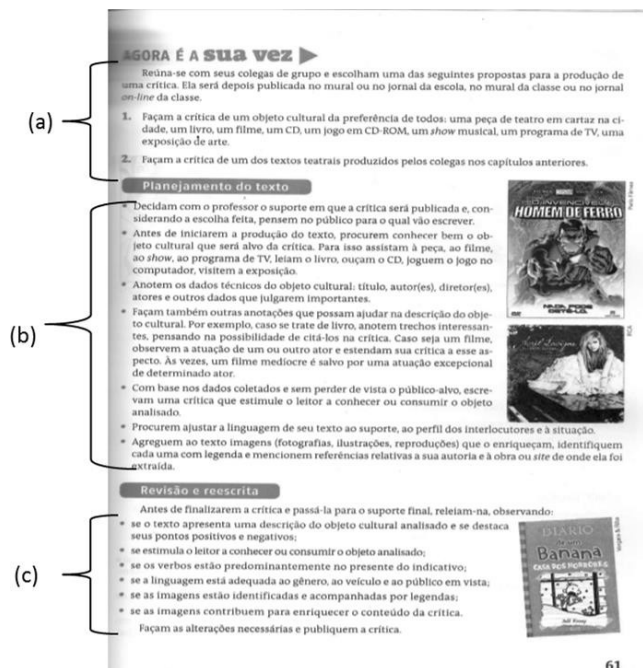 AGORA É A sua vez
Reúna-se com seus colegas de grupo e escolham uma das seguintes propostas para a produção de
uma crítica. Ela será depois publicada no mural ou no jornal da escola, no mural da classe ou no jornal
on-line da classe.
(a)
1. Façam a crítica de um objeto cultural da preferência de todos: uma peça de teatro em cartaz na ci-
dade, um livro, um filme, um CD, um jogo em CD-ROM, um show musical, um programa de TV, uma
exposição de arte.
2. Façam a crítica de um dos textos teatrais produzidos pelos colegas nos capítulos anteriores.
Planejamento do texto
• Decidam com o professor o suporte em que a crítica será publicada e, con-
siderando a escolha feita, pensem no público para o qual vão escrever.
• Antes de iniciarem a produção do texto, procurem conhecer bem o ob-
jeto cultural que será alvo da crítica. Para isso assistam à peça, ao filme,
ao show, ao programa de TV, leiam o livro, ouçam o CD, joguem o jogo no
computador, visitem a exposição.
• Anotem os dados técnicos do objeto cultural: título, autor(es), diretor(es),
atores e outros dados que julgarem importantes.
(b)
• Façam também outras anotações que possam ajudar na descrição do obje-
to cultural. Por exemplo, caso se trate de livro, anotem trechos interessan-
tes, pensando na possibilidade de citá-los na crítica. Caso seja um filme,
observem a atuação de um ou outro ator e estendam sua crítica a esse as-
pecto. Às vezes, um filme medíocre é salvo por uma atuação excepcional
de determinado ator.
• Com base nos dados coletados e sem perder de vista o público-alvo, escre-
vam uma crítica que estimule o leitor a conhecer ou consumir o objeto
analisado.
• Procurem ajustar a linguagem de seu texto ao suporte, ao perfil dos interlocutores e à situação.
• Agreguem ao texto imagens (fotografias, ilustrações, reproduções) que o enriqueçam, identifiquem
cada uma com legenda e mencionem referências relativas a sua autoria e à obra ou site de onde ela foi
extraída.
MARVEL
O INVENCÍVEL
HOMEM DE FERRO
NADA PODE
DETÊ-LO.
DVD
Avril Lavigne
RCA
Revisão e reescrita
Antes de finalizarem a crítica e passá-la para o suporte final, releiam-na, observando:
• se o texto apresenta uma descrição do objeto cultural analisado e se destaca
seus pontos positivos e negativos;
• se estimula o leitor a conhecer ou consumir o objeto analisado;
(c)
• se os verbos estão predominantemente no presente do indicativo;
• se a linguagem está adequada ao gênero, ao veículo e ao público em vista;
• se as imagens estão identificadas e acompanhadas por legendas;
• se as imagens contribuem para enriquecer o conteúdo da crítica.
Façam as alterações necessárias e publiquem a crítica.
DIÁRIO
de um
Banana
CASA DOS HORRORES
61